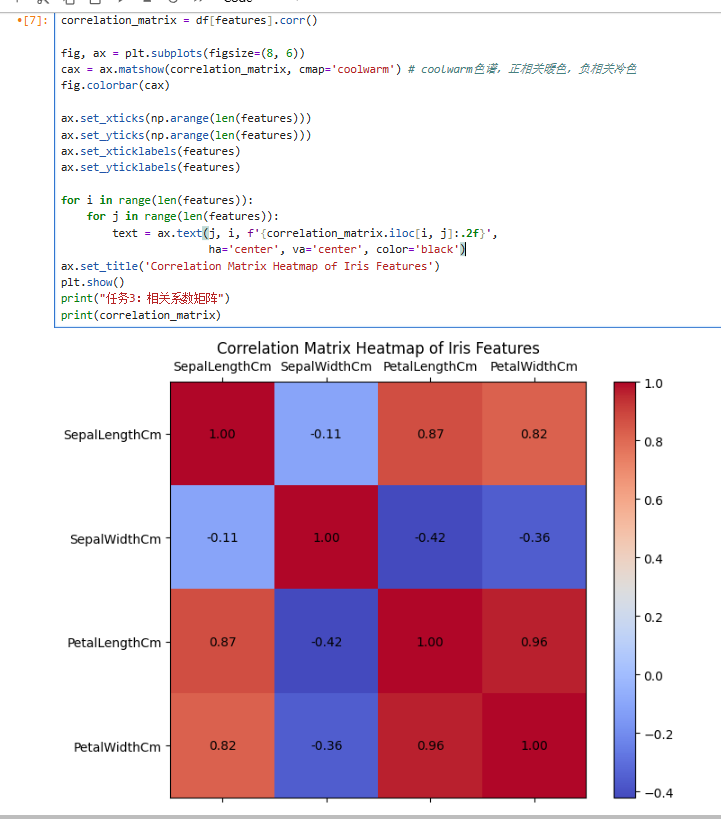 [7]: correlation_matrix = df[features].corr()
fig, ax = plt.subplots(figsize=(8, 6))
cax = ax.matshow(correlation_matrix, cmap='coolwarm') # coolwarm色谱，正相关暖色，负相关冷色
fig.colorbar(cax)
ax.set_xticks(np.arange(len(features)))
ax.set_yticks(np.arange(len(features)))
ax.set_xticklabels(features)
ax.set_yticklabels(features)
for i in range(len(features)):
    for j in range(len(features)):
        text = ax.text(j, i, f'{correlation_matrix.iloc[i, j]:.2f}',
                       ha='center', va='center', color='black')
ax.set_title('Correlation Matrix Heatmap of Iris Features')
plt.show()
print("任务3: 相关系数矩阵")
print(correlation_matrix)
Correlation Matrix Heatmap of Iris Features
SepalLengthCm SepalWidthCm PetalLengthCm PetalWidthCm
1.0
SepalLengthCm 1.00 -0.11 0.87 0.82
0.8
0.6
SepalWidthCm -0.11 1.00 -0.42 -0.36
0.4
0.2
PetalLengthCm 0.87 -0.42 1.00 0.96
0.0
−0.2
PetalWidthCm 0.82 -0.36 0.96 1.00
−0.4